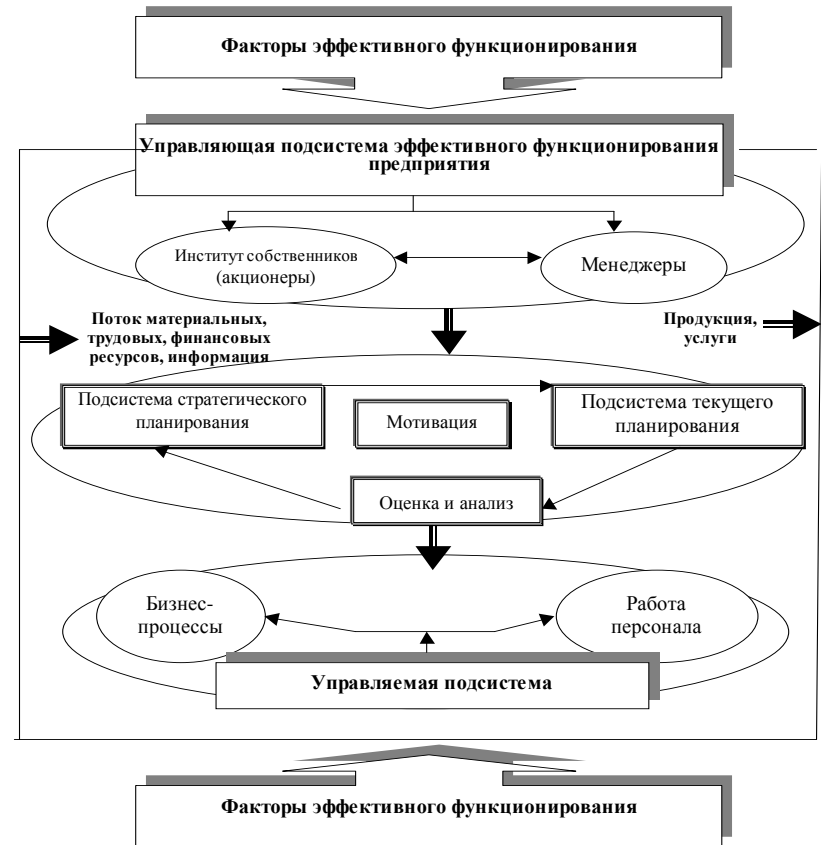 Факторы эффективного функционирования
Управляющая подсистема эффективного функционирования
предприятия
Институт собственников
(акционеры)
Менеджеры
Поток материальных,
трудовых, финансовых
ресурсов, информация
Продукция,
услуги
Подсистема стратегического
планирования
Мотивация
Подсистема текущего
планирования
Оценка и анализ
Бизнес-
процессы
Работа
персонала
Управляемая подсистема
Факторы эффективного функционирования